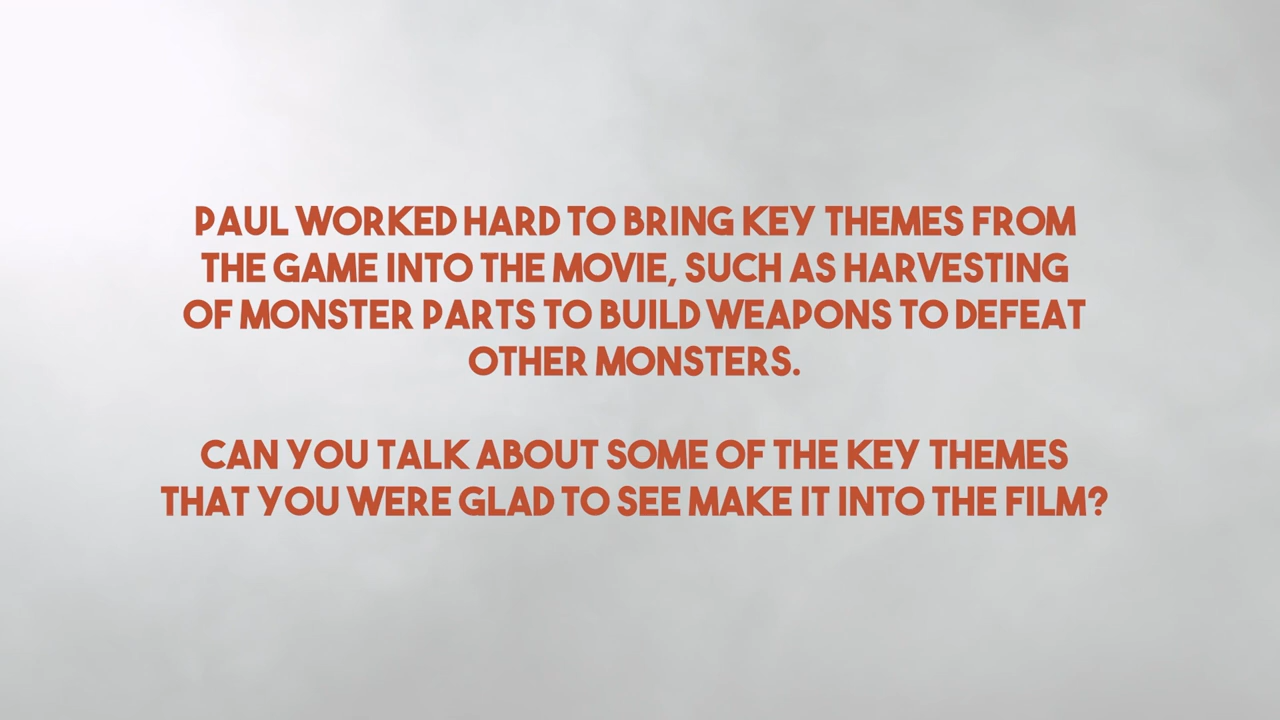 PAUL WORKED HARD TO BRING KEY THEMES FROM
THE GAME INTO THE MOVIE, SUCH AS HARVESTING
OF MONSTER PARTS TO BUILD WEAPONS TO DEFEAT
OTHER MONSTERS.
CAN YOU TALK ABOUT SOME OF THE KEY THEMES
THAT YOU WERE GLAD TO SEE MAKE IT INTO THE FILM?